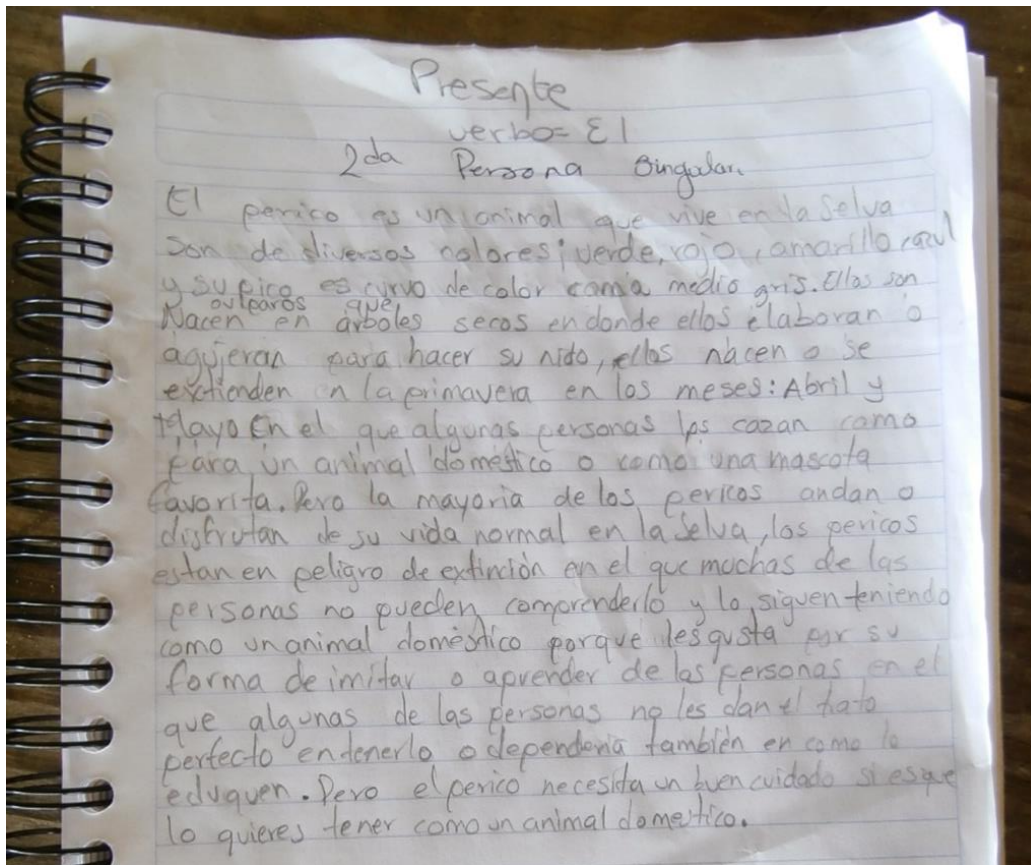 Presente
verbo= El
2da Persona Singular.
El perico es un animal que vive en la Selva
son de diversos colores; verde, rojo, amarillo, azul
y su pico es curvo de color como medio gris. Ellos son
oviparos que
Nacen en árboles secos en donde ellos elaboran o
agujeran para hacer su nido, ellos nacen o se
extienden en la primavera en los meses: Abril y
Mayo En el que algunas personas los cazan como
para un animal doméstico o como una mascota
favorita. Pero la mayoria de los pericos andan o
disfrutan de su vida normal en la Selva, los pericos
estan en peligro de extinción en el que muchas de las
personas no pueden comprenderlo y lo siguen teniendo
como un animal doméstico porque les gusta por su
forma de imitar o aprender de las personas en el
que algunas de las personas no les dan el trato
perfecto en tenerlo o dependeria también en como lo
eduquen. Pero el perico necesita un buen cuidado si es que
lo quieres tener como un animal domestico.